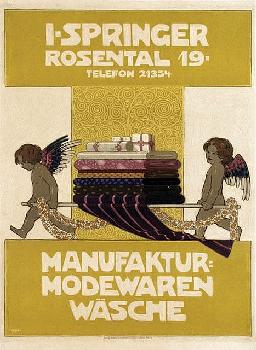 I·SPRINGER
ROSENTAL 19:
TELEFON 21354
MANUFAKTUR=
MODEWAREN
WÄSCHE